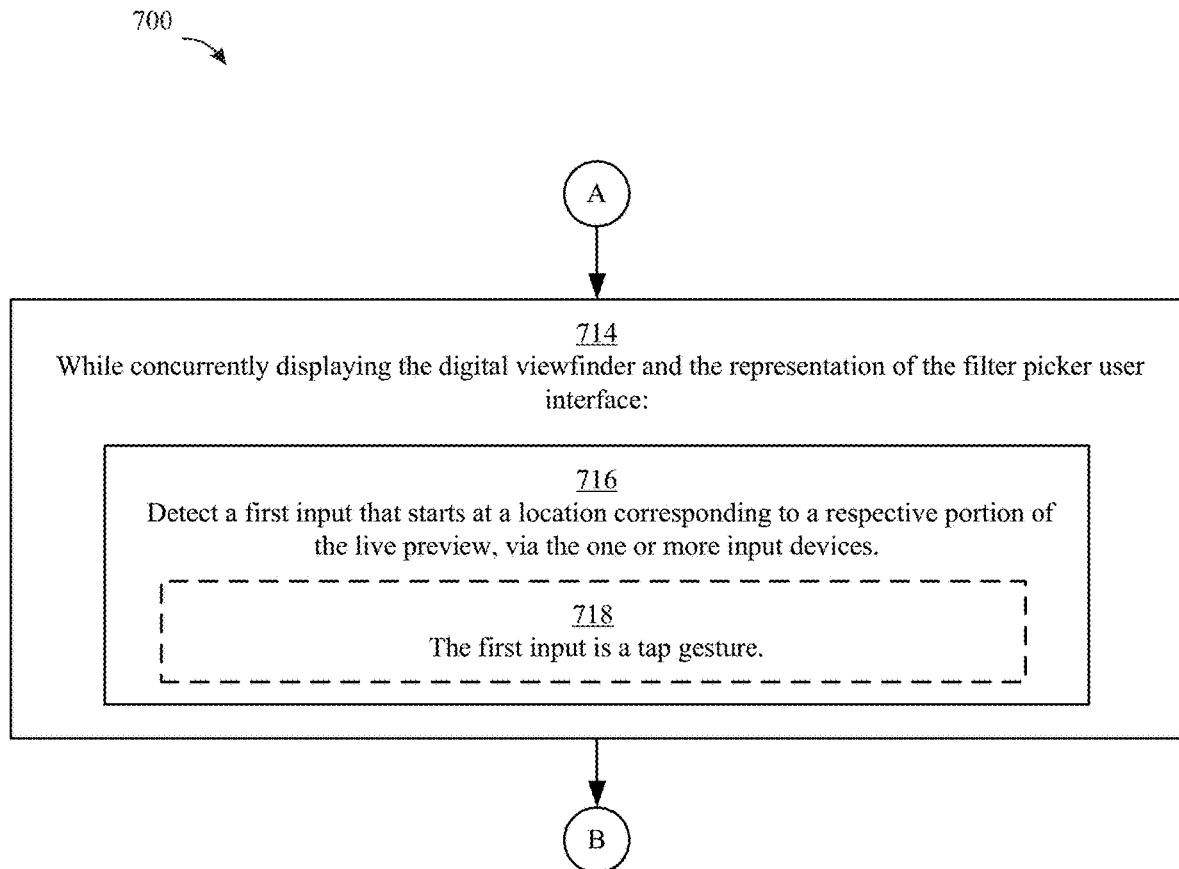 700
A
714
While concurrently displaying the digital viewfinder and the representation of the filter picker user
interface:
716
Detect a first input that starts at a location corresponding to a respective portion of
the live preview, via the one or more input devices.
718
The first input is a tap gesture.
B